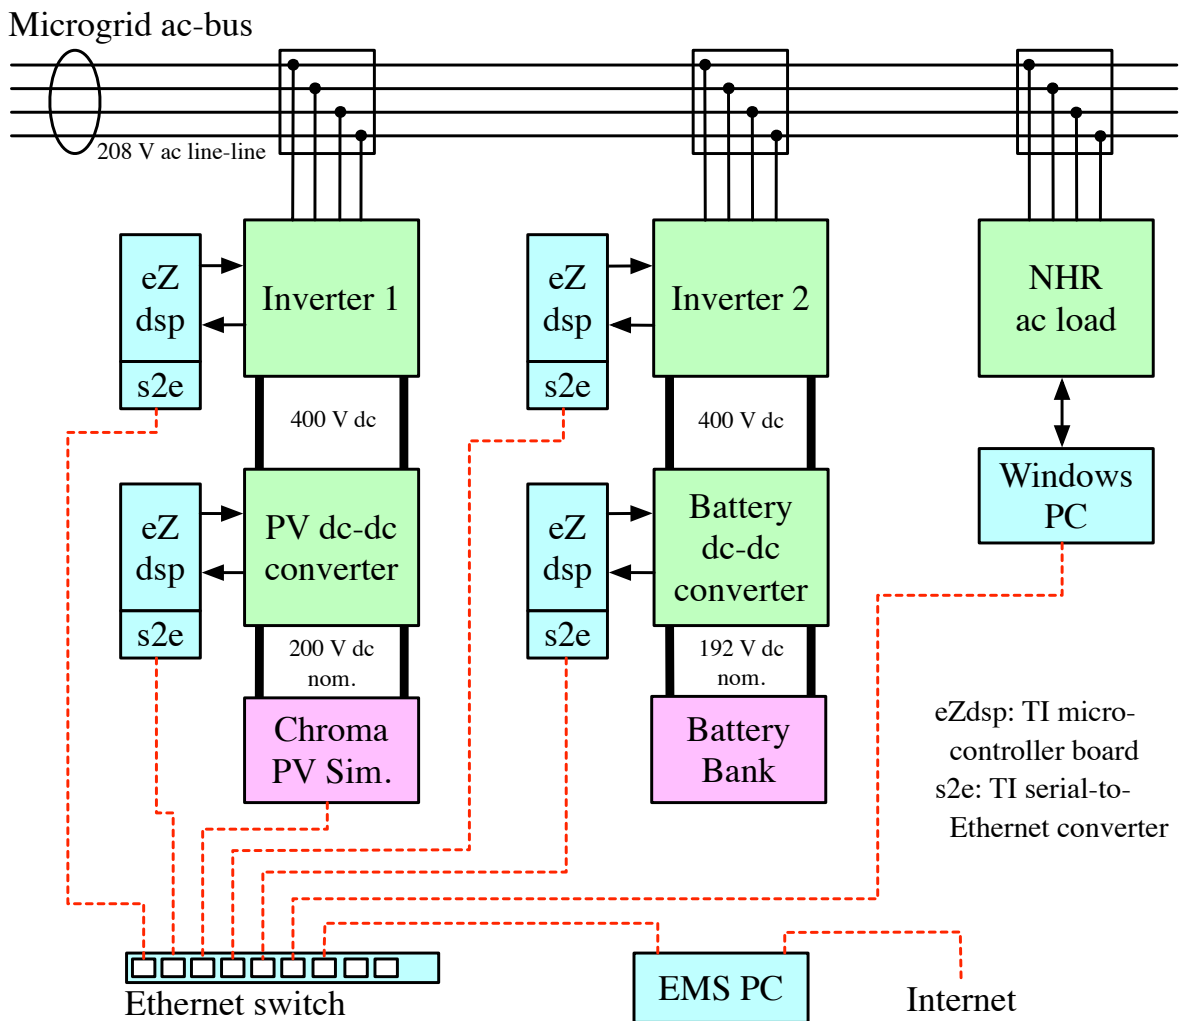 Microgrid ac-bus
208 V ac line-line
eZ
dsp
s2e
Inverter 1
eZ
dsp
s2e
Inverter 2
NHR
ac load
400 V dc
400 V dc
Windows
PC
eZ
dsp
s2e
PV dc-dc
converter
eZ
dsp
s2e
Battery
dc-dc
converter
200 V dc
nom.
192 V dc
nom.
Chroma
PV Sim.
Battery
Bank
eZdsp: TI micro-
controller board
s2e: TI serial-to-
Ethernet converter
Ethernet switch
EMS PC
Internet